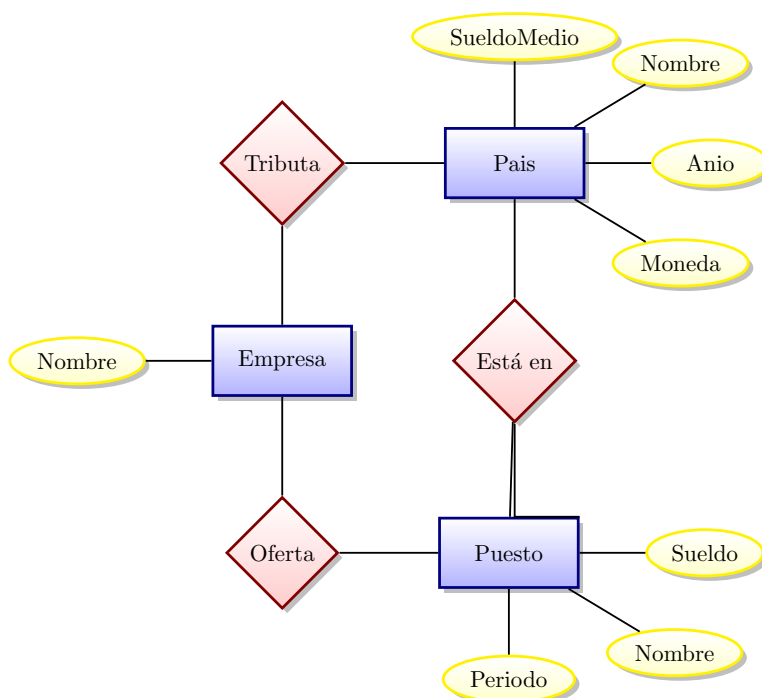 SueldoMedio
Nombre
Tributa
Pais
Anio
Moneda
Nombre
Empresa
Está en
Oferta
Puesto
Sueldo
Nombre
Periodo